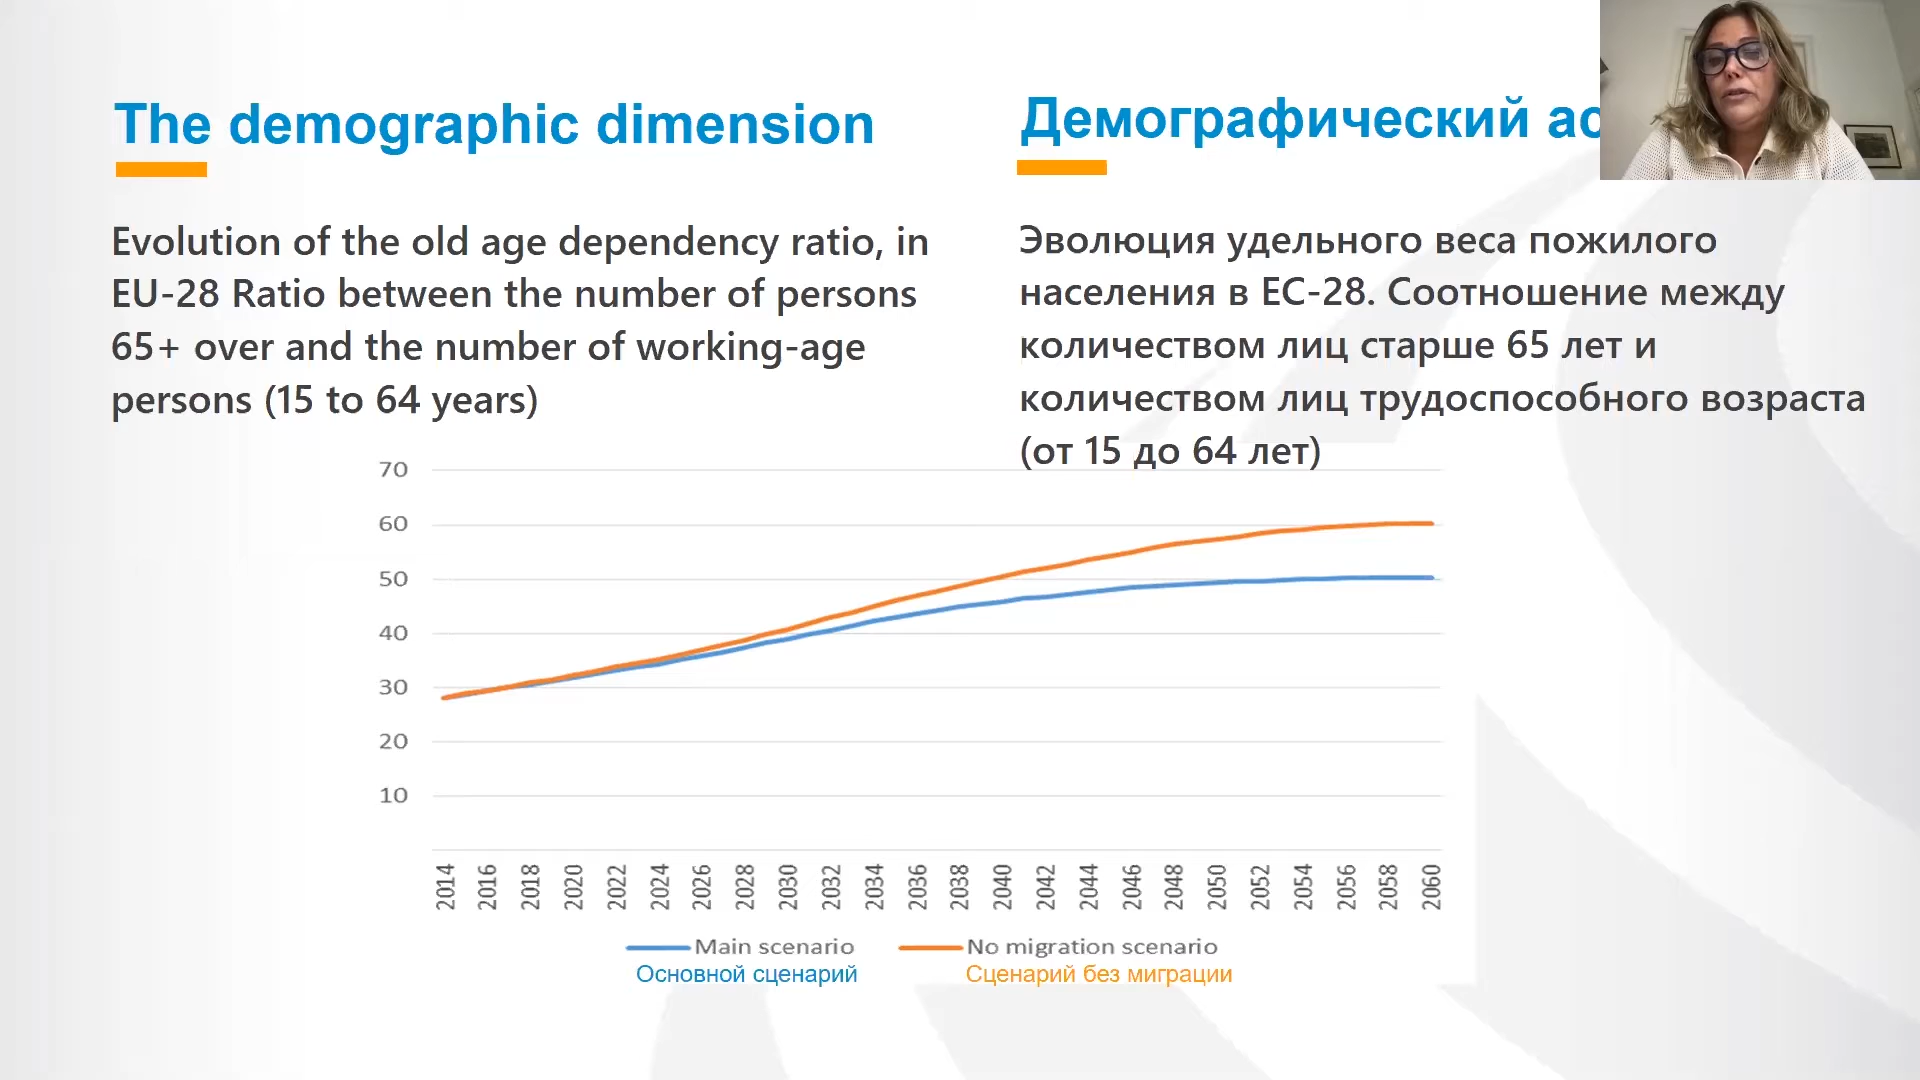 The demographic dimension
Evolution of the old age dependency ratio, in
EU-28 Ratio between the number of persons
65+ over and the number of working-age
persons (15 to 64 years)
Демографический
Эволюция удельного веса пожилого
населения в ЕС-28. Соотношение между
количеством лиц старше 65 лет и
количеством лиц трудоспособного возраста
(от 15 до 64 лет)
70
60
50
40
30
20
10
2014 2016 2018 2020 2022 2024 2026 2028 2030 2032 2034 2036 2038 2040 2042 2044 2046 2048 2050 2052 2054 2056 2058 2060
Main scenario No migration scenario
Основной сценарий Сценарий без миграции